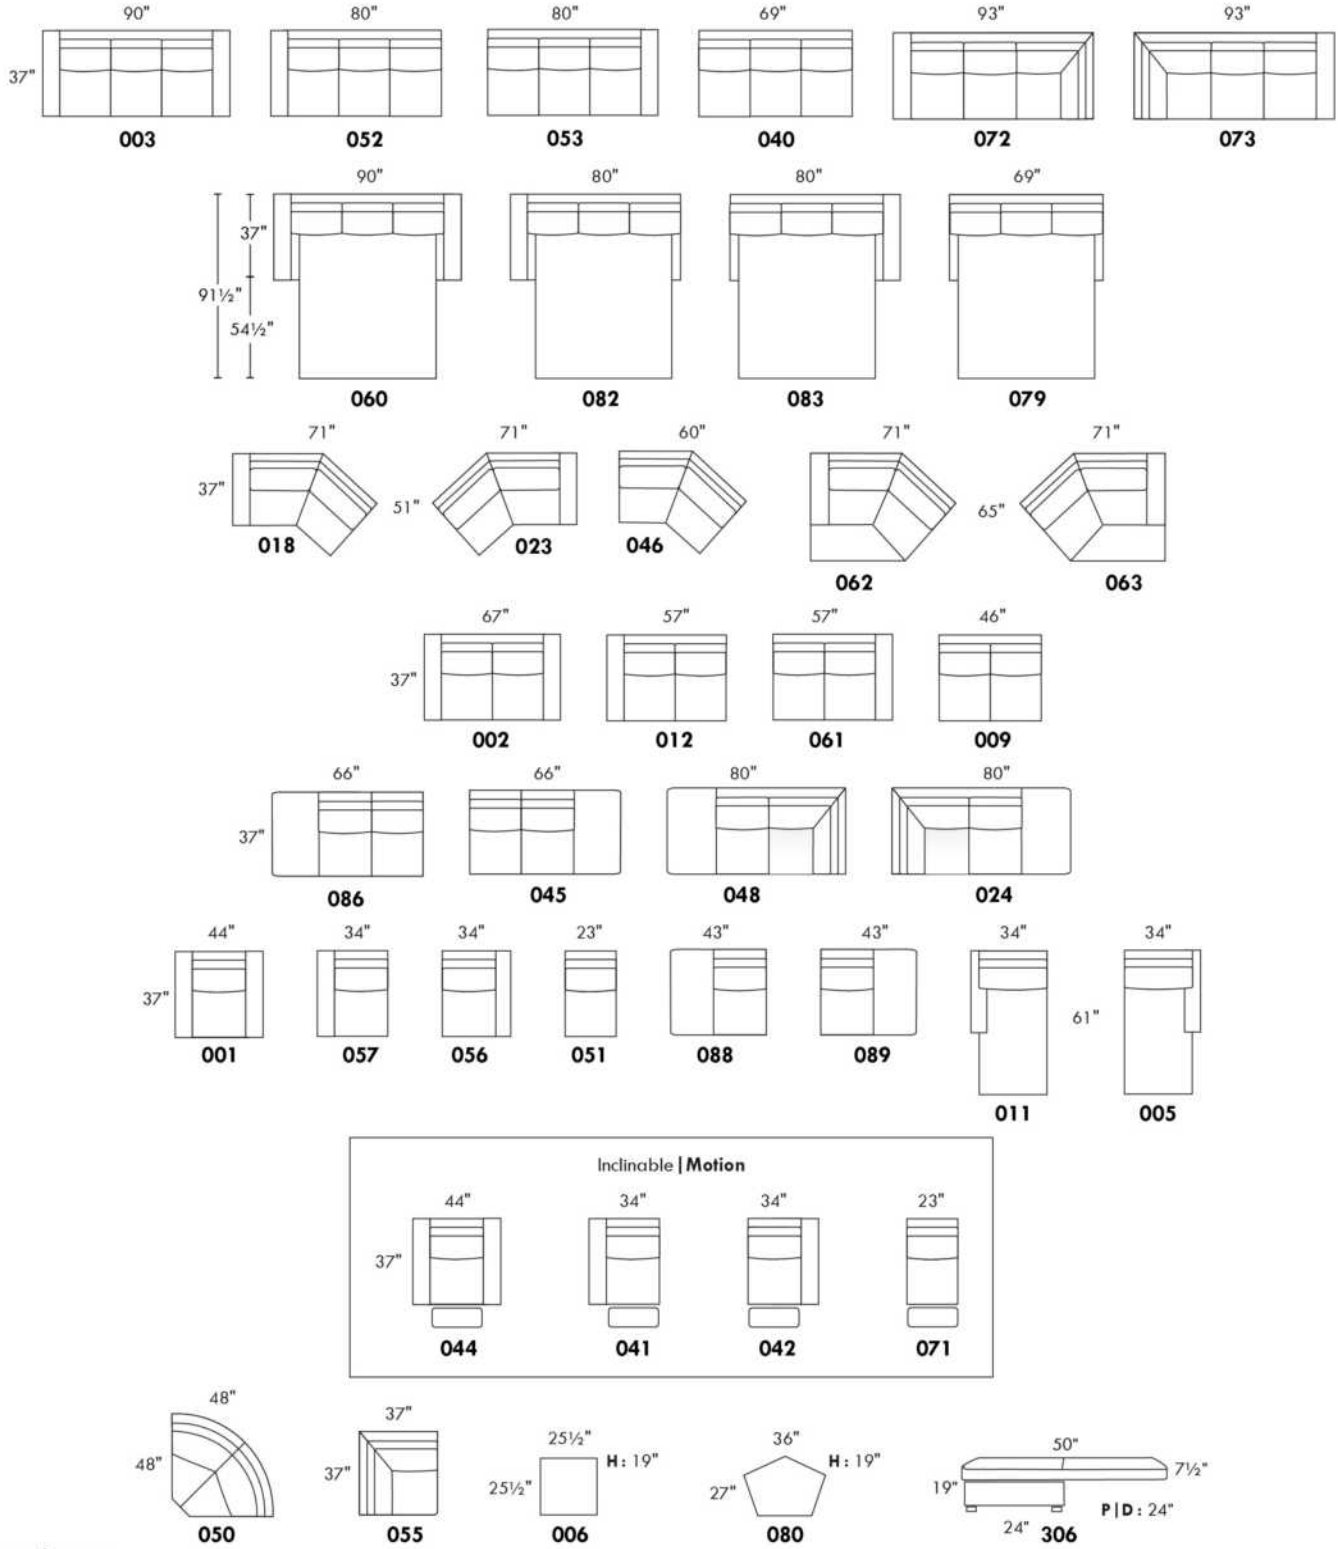 90" 80" 80" 69" 93" 93"
37"
003 052 053 040 072 073
90" 80" 80" 69"
37"
91½"
54½"
060 082 083 079
71" 71" 60" 71" 71"
37" 51" 65"
018 023 046 062 063
67" 57" 57" 46"
37"
002 012 061 009
66" 66" 80" 80"
37"
086 045 048 024
44" 34" 34" 23" 43" 43" 34" 34"
37" 61"
001 057 056 051 088 089 011 005
Inclinable | Motion
44" 34" 34" 23"
37"
044 041 042 071
48" 37" 25½" H : 19" 36" H : 19" 50"
48" 37" 25½" 27" 19" 7½"
P | D : 24"
24"
050 055 006 080 306